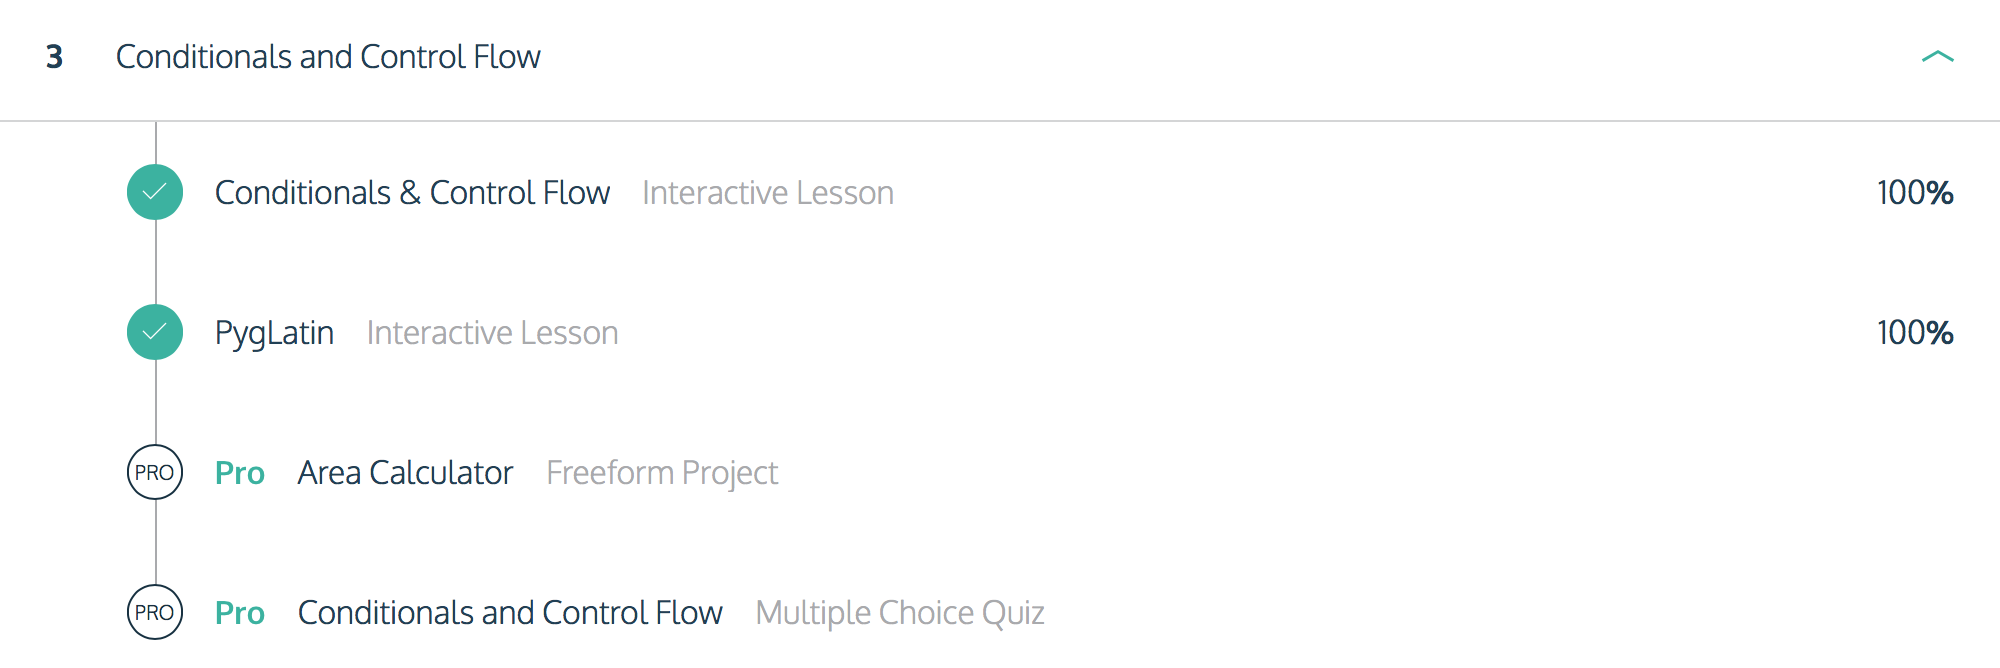 3 Conditionals and Control Flow
Conditionals & Control Flow Interactive Lesson 100%
PygLatin Interactive Lesson 100%
PRO Pro Area Calculator Freeform Project
PRO Pro Conditionals and Control Flow Multiple Choice Quiz